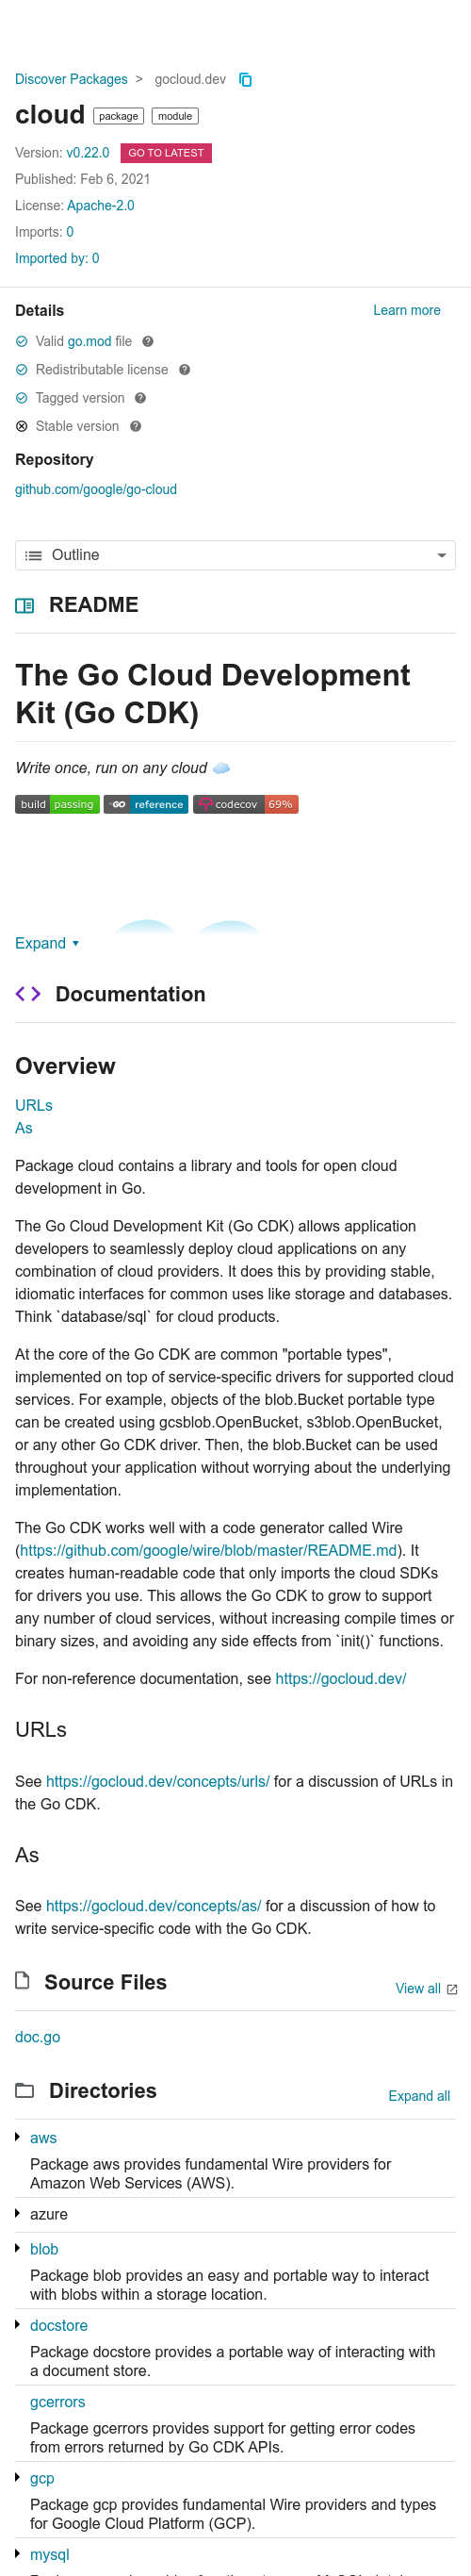 Discover Packages > gocloud.dev
cloud package module
Version: v0.22.0 GO TO LATEST
Published: Feb 6, 2021
License: Apache-2.0
Imports: 0
Imported by: 0
Details Learn more
Valid go.mod file
Redistributable license
Tagged version
Stable version
Repository
github.com/google/go-cloud
Outline
README
The Go Cloud Development
Kit (Go CDK)
Write once, run on any cloud ☁️
build passing GO reference codecov 69%
Expand ▾
Documentation
Overview
URLs
As
Package cloud contains a library and tools for open cloud
development in Go.
The Go Cloud Development Kit (Go CDK) allows application
developers to seamlessly deploy cloud applications on any
combination of cloud providers. It does this by providing stable,
idiomatic interfaces for common uses like storage and databases.
Think `database/sql` for cloud products.
At the core of the Go CDK are common "portable types",
implemented on top of service-specific drivers for supported cloud
services. For example, objects of the blob.Bucket portable type
can be created using gcsblob.OpenBucket, s3blob.OpenBucket,
or any other Go CDK driver. Then, the blob.Bucket can be used
throughout your application without worrying about the underlying
implementation.
The Go CDK works well with a code generator called Wire
(https://github.com/google/wire/blob/master/README.md). It
creates human-readable code that only imports the cloud SDKs
for drivers you use. This allows the Go CDK to grow to support
any number of cloud services, without increasing compile times or
binary sizes, and avoiding any side effects from `init()` functions.
For non-reference documentation, see https://gocloud.dev/
URLs
See https://gocloud.dev/concepts/urls/ for a discussion of URLs in
the Go CDK.
As
See https://gocloud.dev/concepts/as/ for a discussion of how to
write service-specific code with the Go CDK.
Source Files View all
doc.go
Directories Expand all
aws
Package aws provides fundamental Wire providers for
Amazon Web Services (AWS).
azure
blob
Package blob provides an easy and portable way to interact
with blobs within a storage location.
docstore
Package docstore provides a portable way of interacting with
a document store.
gcerrors
Package gcerrors provides support for getting error codes
from errors returned by Go CDK APIs.
gcp
Package gcp provides fundamental Wire providers and types
for Google Cloud Platform (GCP).
mysql